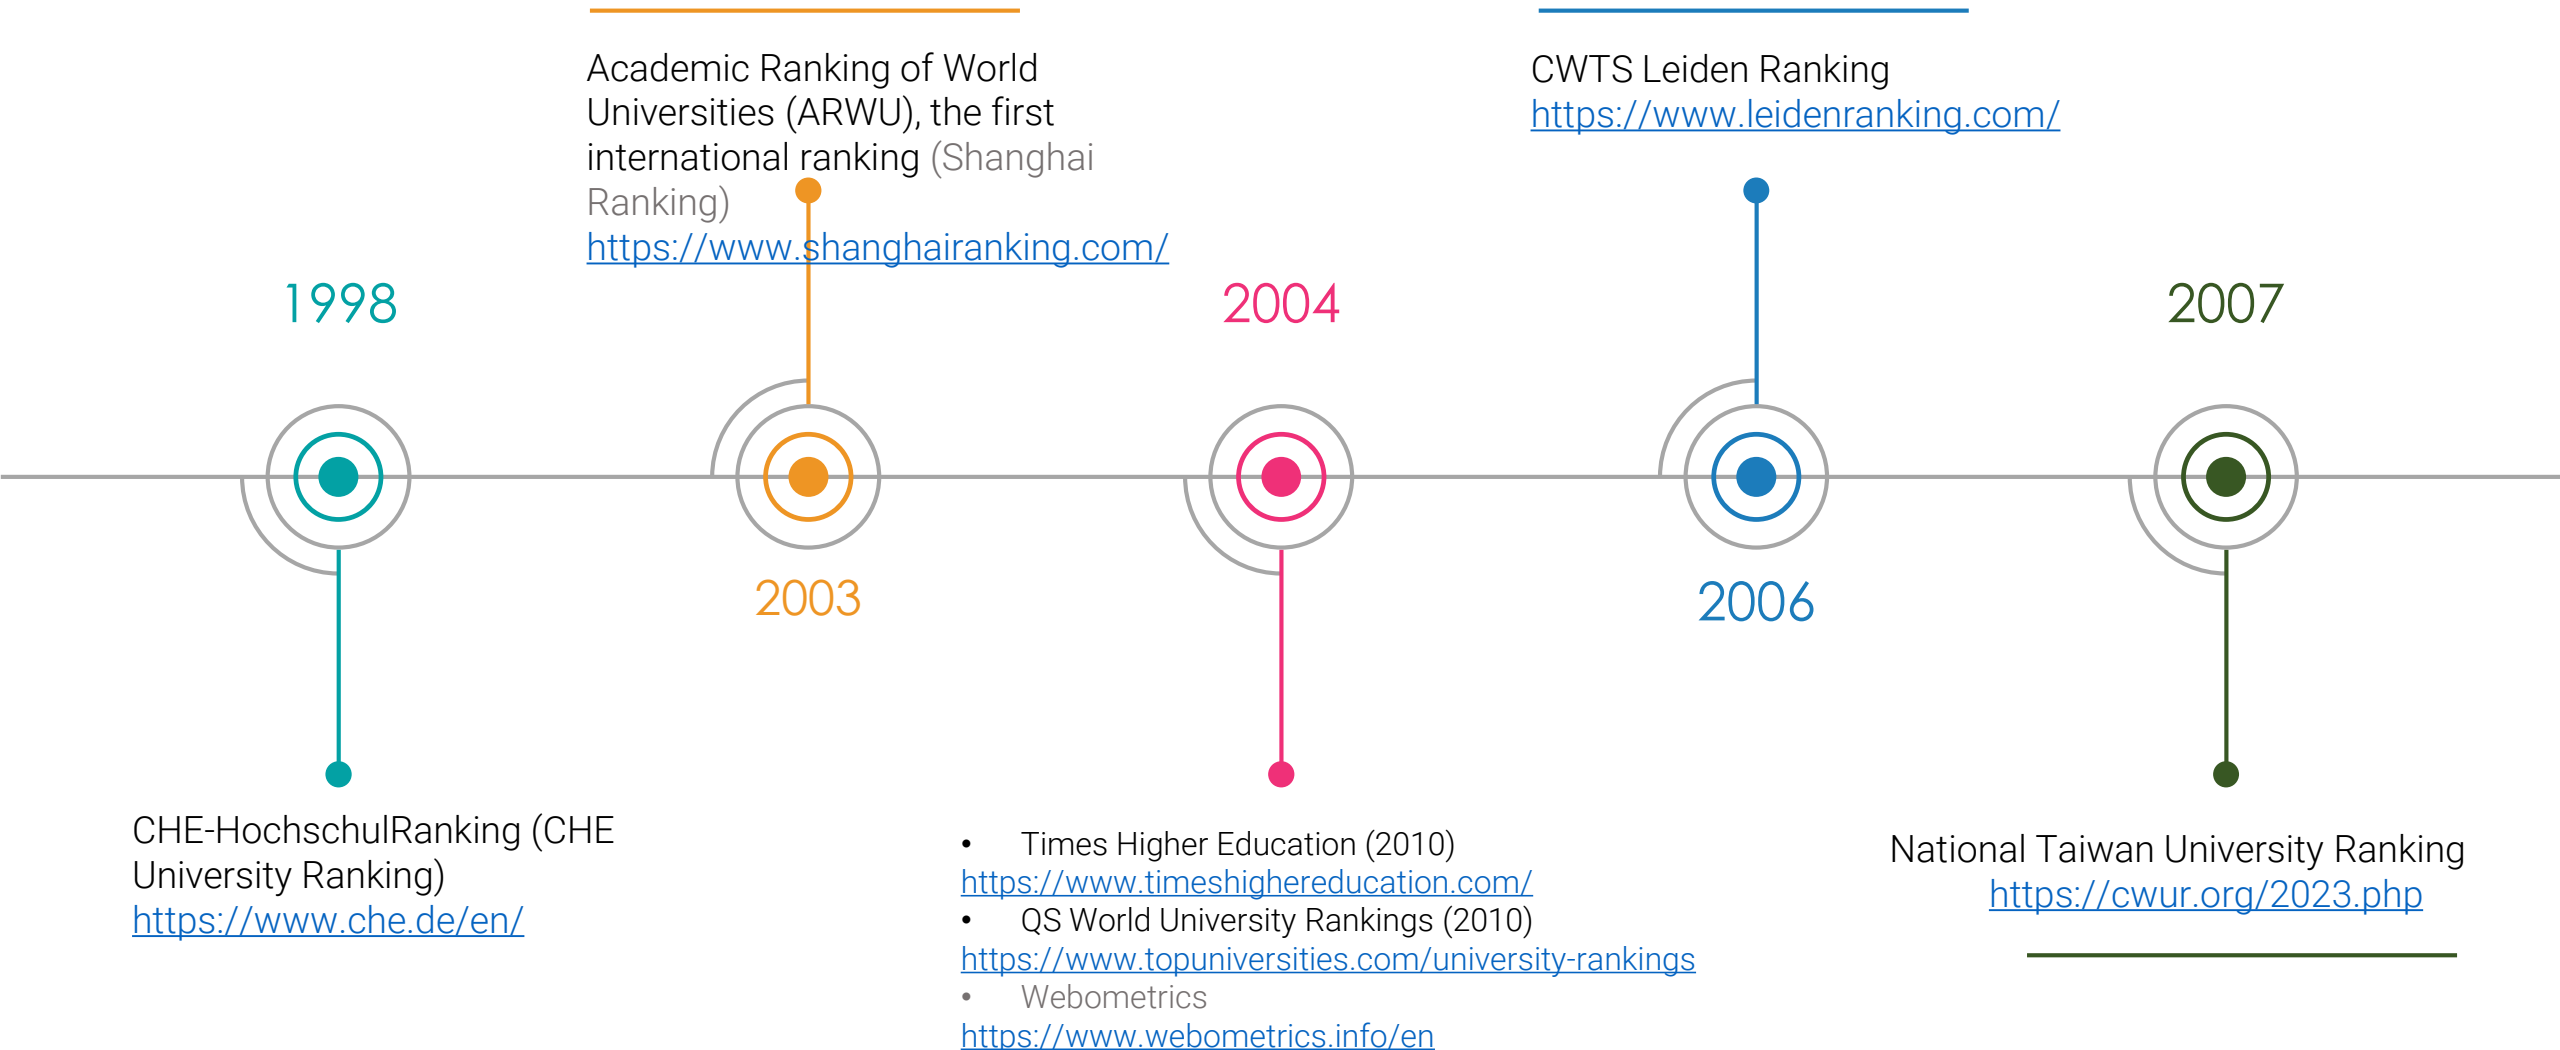 Academic Ranking of World
Universities (ARWU), the first
international ranking (Shanghai
Ranking)
https://www.shanghairanking.com/
CWTS Leiden Ranking
https://www.leidenranking.com/
1998
2004
2007
2003
2006
CHE-HochschulRanking (CHE
University Ranking)
https://www.che.de/en/
• Times Higher Education (2010)
https://www.timeshighereducation.com/
• QS World University Rankings (2010)
https://www.topuniversities.com/university-rankings
• Webometrics
https://www.webometrics.info/en
National Taiwan University Ranking
https://cwur.org/2023.php